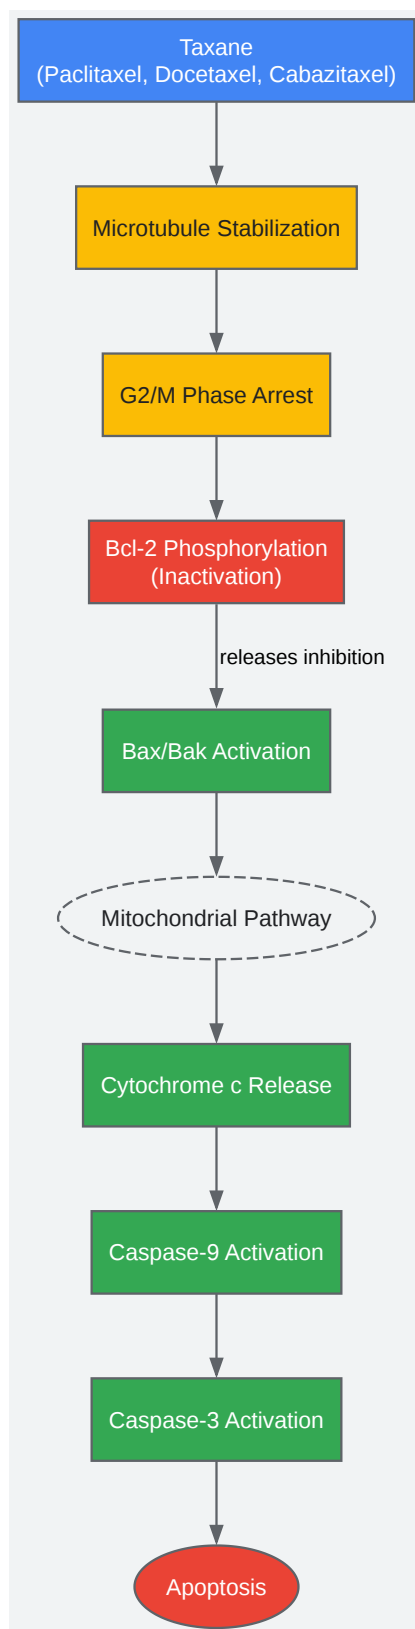 Taxane
(Paclitaxel, Docetaxel, Cabazitaxel)
Microtubule Stabilization
G2/M Phase Arrest
Bcl-2 Phosphorylation
(Inactivation)
releases inhibition
Bax/Bak Activation
Mitochondrial Pathway
Cytochrome c Release
Caspase-9 Activation
Caspase-3 Activation
Apoptosis